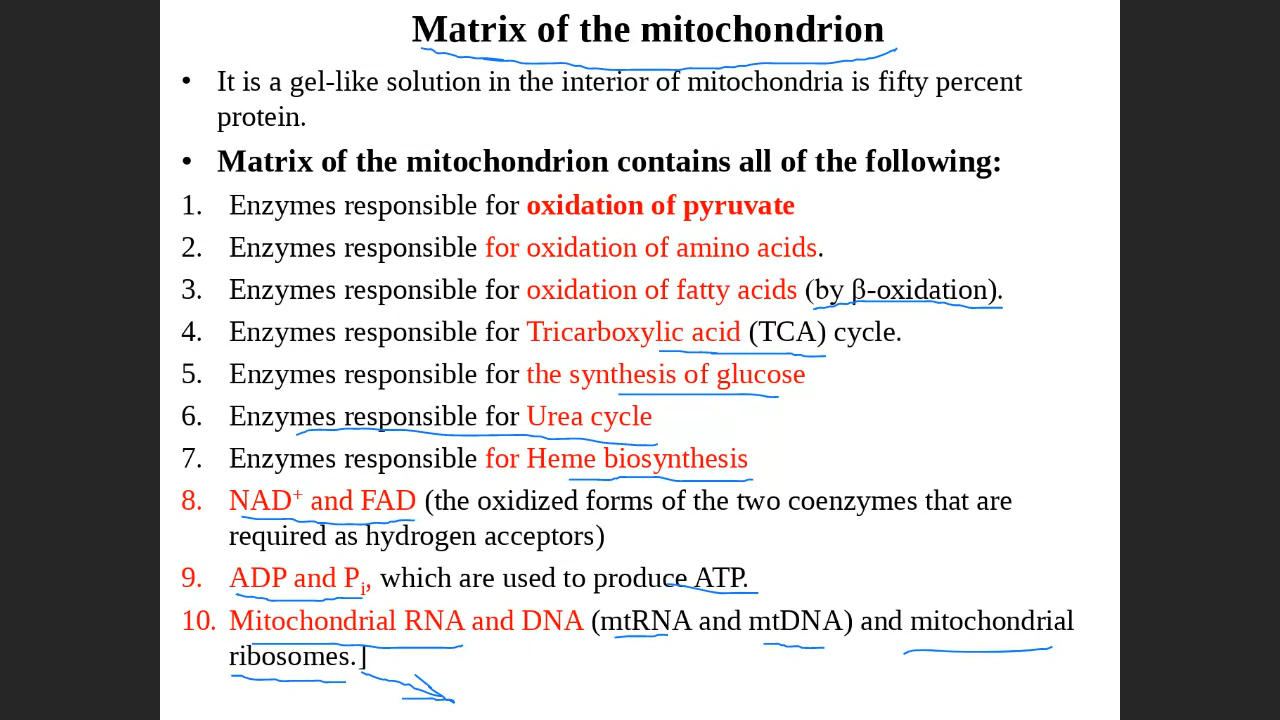 Matrix of the mitochondrion
• It is a gel-like solution in the interior of mitochondria is fifty percent
protein.
• Matrix of the mitochondrion contains all of the following:
1. Enzymes responsible for oxidation of pyruvate
2. Enzymes responsible for oxidation of amino acids.
3. Enzymes responsible for oxidation of fatty acids (by β-oxidation).
4. Enzymes responsible for Tricarboxylic acid (TCA) cycle.
5. Enzymes responsible for the synthesis of glucose
6. Enzymes responsible for Urea cycle
7. Enzymes responsible for Heme biosynthesis
8. NAD⁺ and FAD (the oxidized forms of the two coenzymes that are
required as hydrogen acceptors)
9. ADP and Pᵢ, which are used to produce ATP.
10. Mitochondrial RNA and DNA (mtRNA and mtDNA) and mitochondrial
ribosomes.]